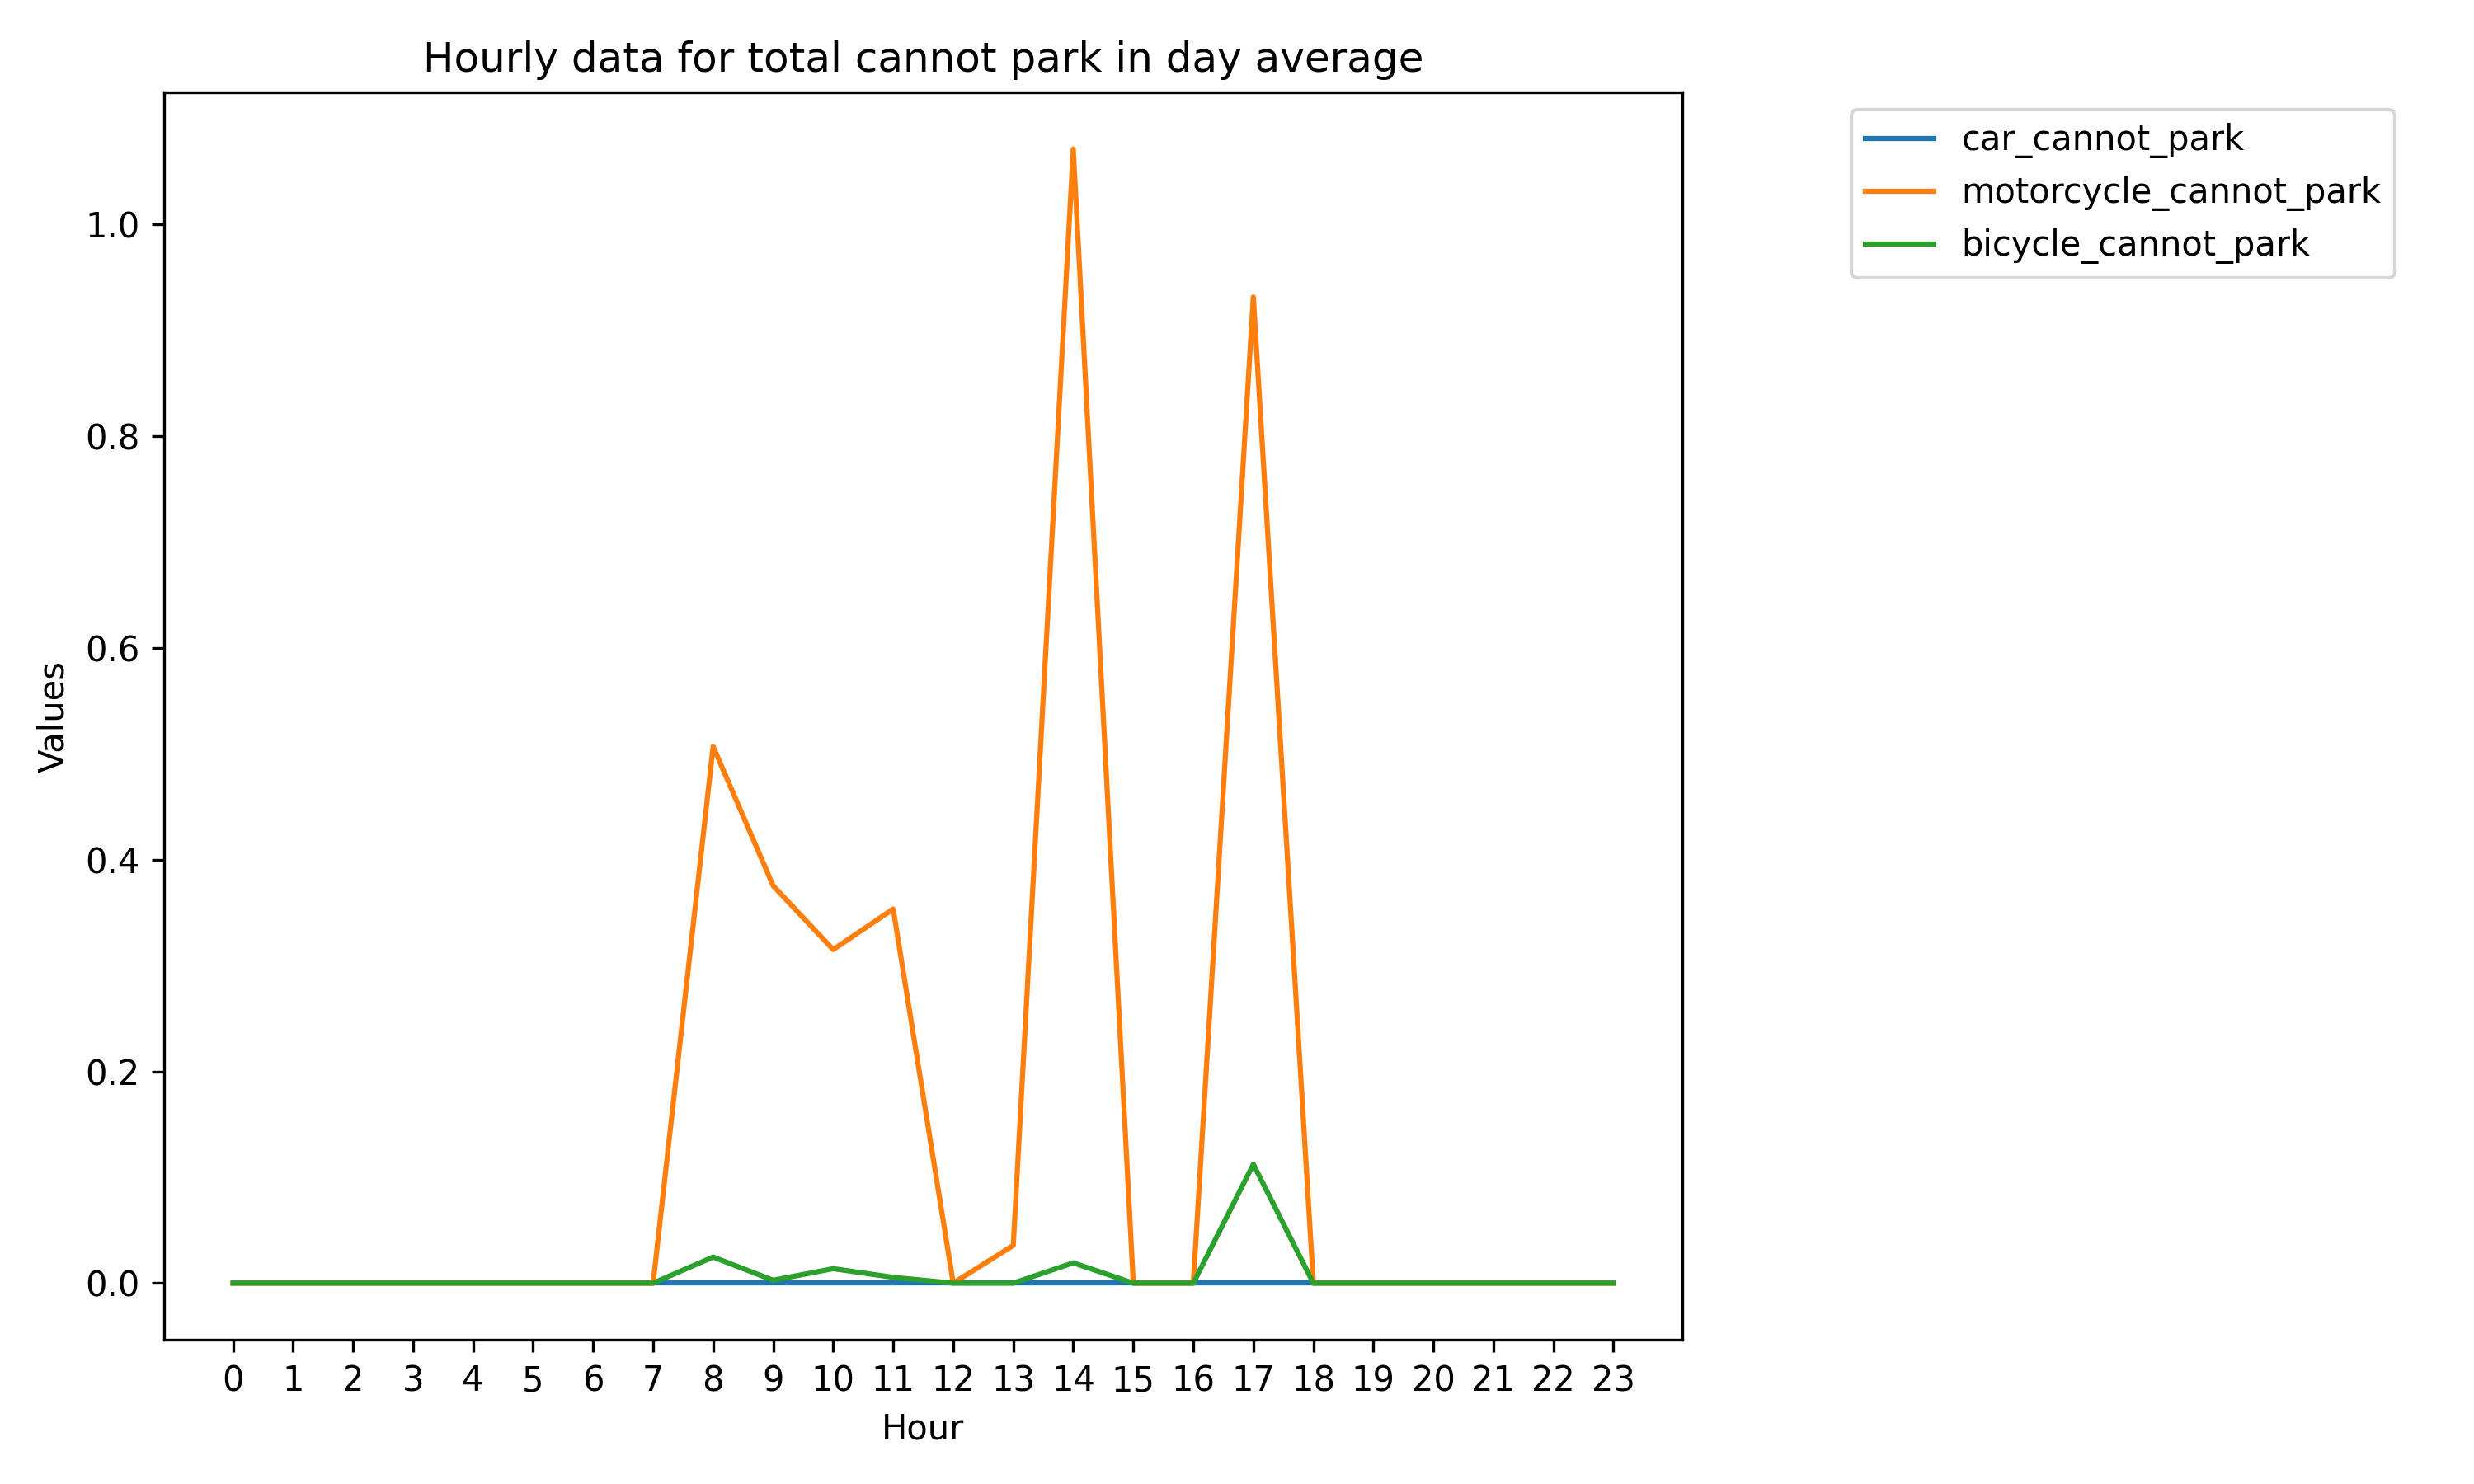 Hourly data for total cannot park in day average
car_cannot_park
motorcycle_cannot_park
bicycle_cannot_park
1.0
0.8
0.6
0.4
0.2
0.0
Values
0 1 2 3 4 5 6 7 8 9 10 11 12 13 14 15 16 17 18 19 20 21 22 23
Hour